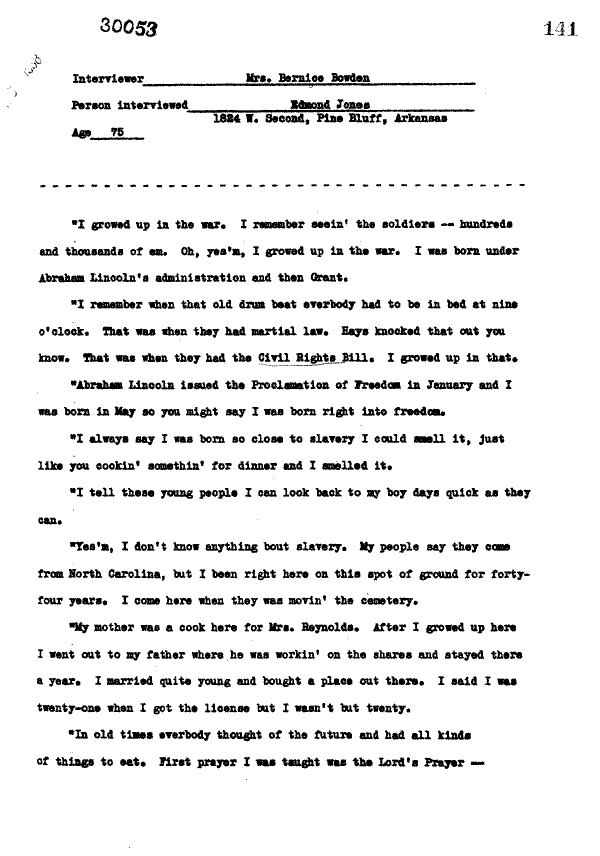 30053
141
Interviewer Mrs. Bernice Bowden
Person interviewed Edmond Jones
1824 W. Second, Pine Bluff, Arkansas
Age 75
"I growed up in the war. I remember seein' the soldiers -- hundreds
and thousands of em. Oh, yes'm, I growed up in the war. I was born under
Abraham Lincoln's administration and then Grant.
"I remember when that old drum beat everbody had to be in bed at nine
o'clock. That was when they had martial law. Hays knocked that out you
know. That was when they had the Civil Rights Bill. I growed up in that.
"Abraham Lincoln issued the Proclamation of Freedom in January and I
was born in May so you might say I was born right into freedom.
"I always say I was born so close to slavery I could smell it, just
like you cookin' somethin' for dinner and I smelled it.
"I tell these young people I can look back to my boy days quick as they
can.
"Yes'm, I don't know anything bout slavery. My people say they come
from North Carolina, but I been right here on this spot of ground for forty-
four years. I come here when they was movin' the cemetery.
"My mother was a cook here for Mrs. Reynolds. After I growed up here
I went out to my father where he was workin' on the shares and stayed there
a year. I married quite young and bought a place out there. I said I was
twenty-one when I got the license but I wasn't but twenty.
"In old times everbody thought of the future and had all kinds
of things to eat. First prayer I was taught was the Lord's Prayer --